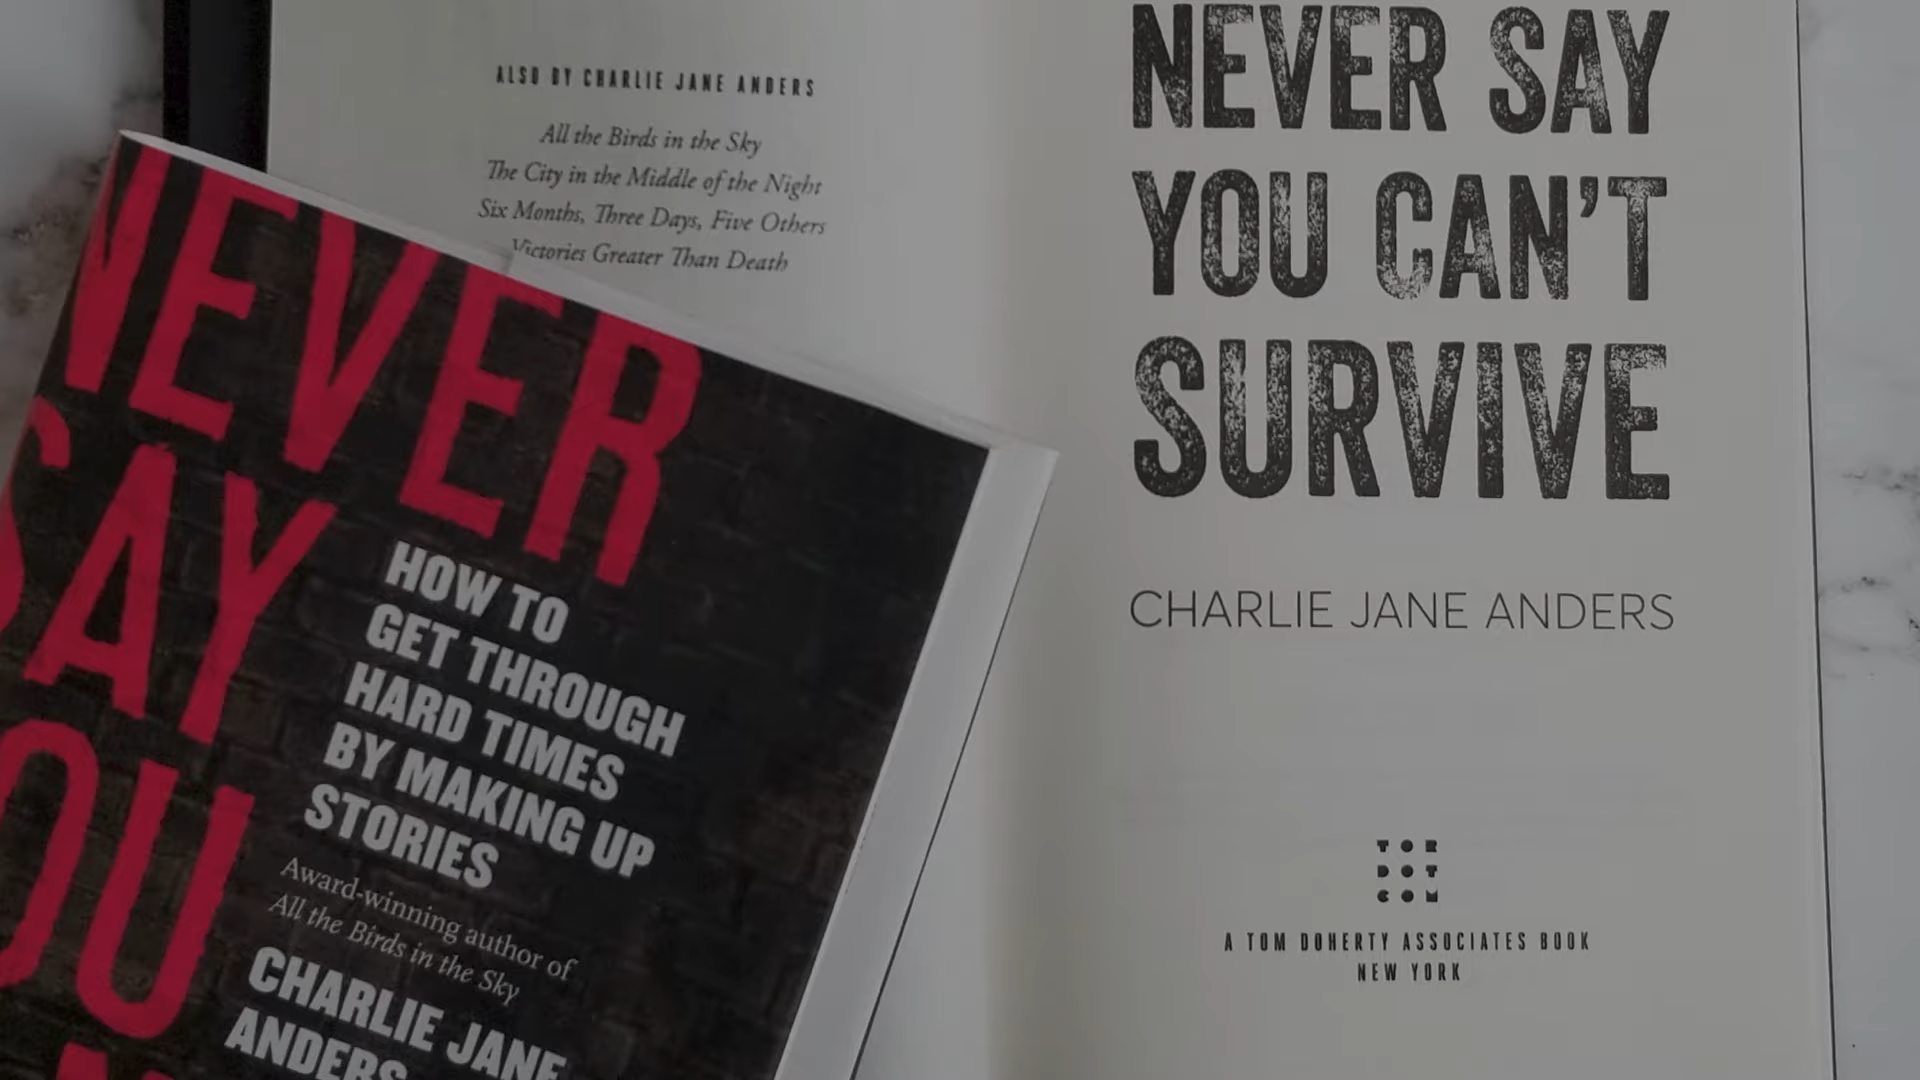 ALSO BY CHARLIE JANE ANDERS
All the Birds in the Sky
The City in the Middle of the Night
Six Months, Three Days, Five Others
Victories Greater Than Death
NEVER SAY
YOU CAN'T
SURVIVE
CHARLIE JANE ANDERS
TOR
DOT
COM
A TOM DOHERTY ASSOCIATES BOOK
NEW YORK
NEVER
SAY
YOU
HOW TO
GET THROUGH
HARD TIMES
BY MAKING UP
STORIES
Award-winning author of
All the Birds in the Sky
CHARLIE JANE
ANDERS